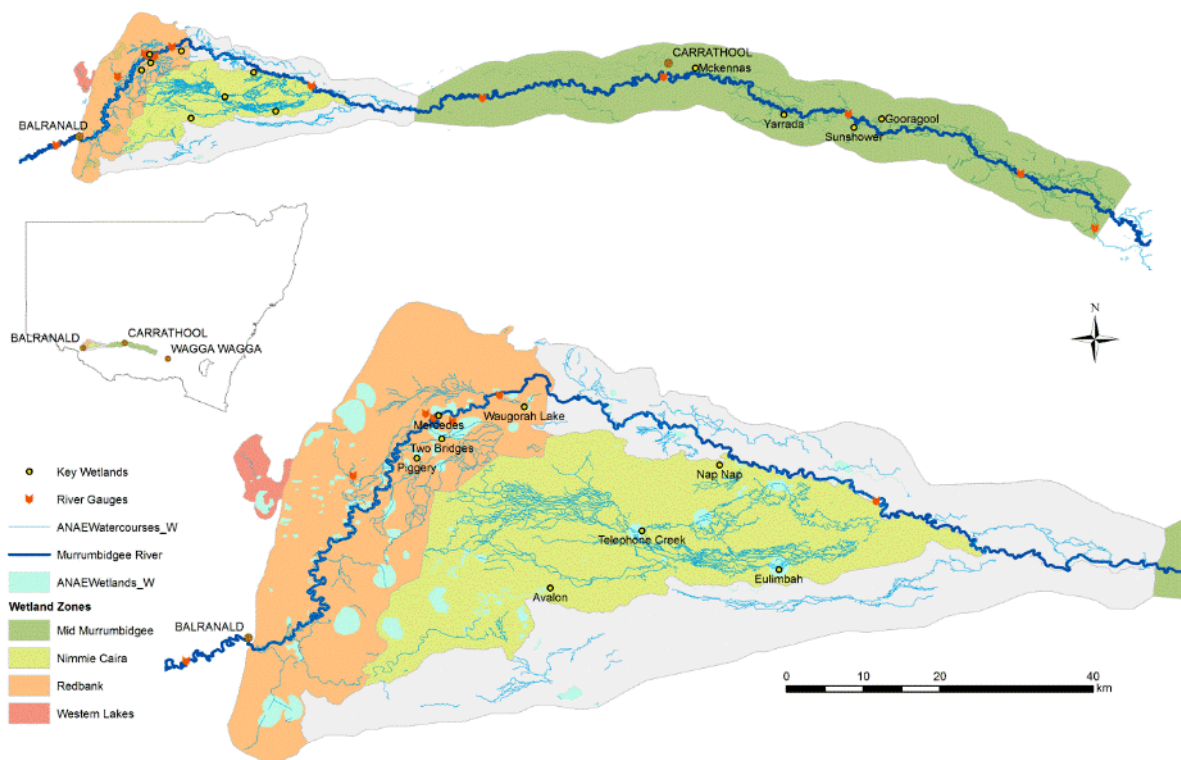 CARRATHOOL
Mckennas
BALRANALD
Yarrada
Gooragool
Sunshower
BALRANALD
CARRATHOOL
WAGGA WAGGA
N
Waugorah Lake
Mercedes
Two Bridges
Piggery
Nap Nap
Telephone Creek
Eulimbah
Avalon
BALRANALD
Key Wetlands
River Gauges
ANAEWatercourses_W
Murrumbidgee River
ANAEWetlands_W
Wetland Zones
Mid Murrumbidgee
Nimmie Caira
Redbank
Western Lakes
0 10 20 40
km